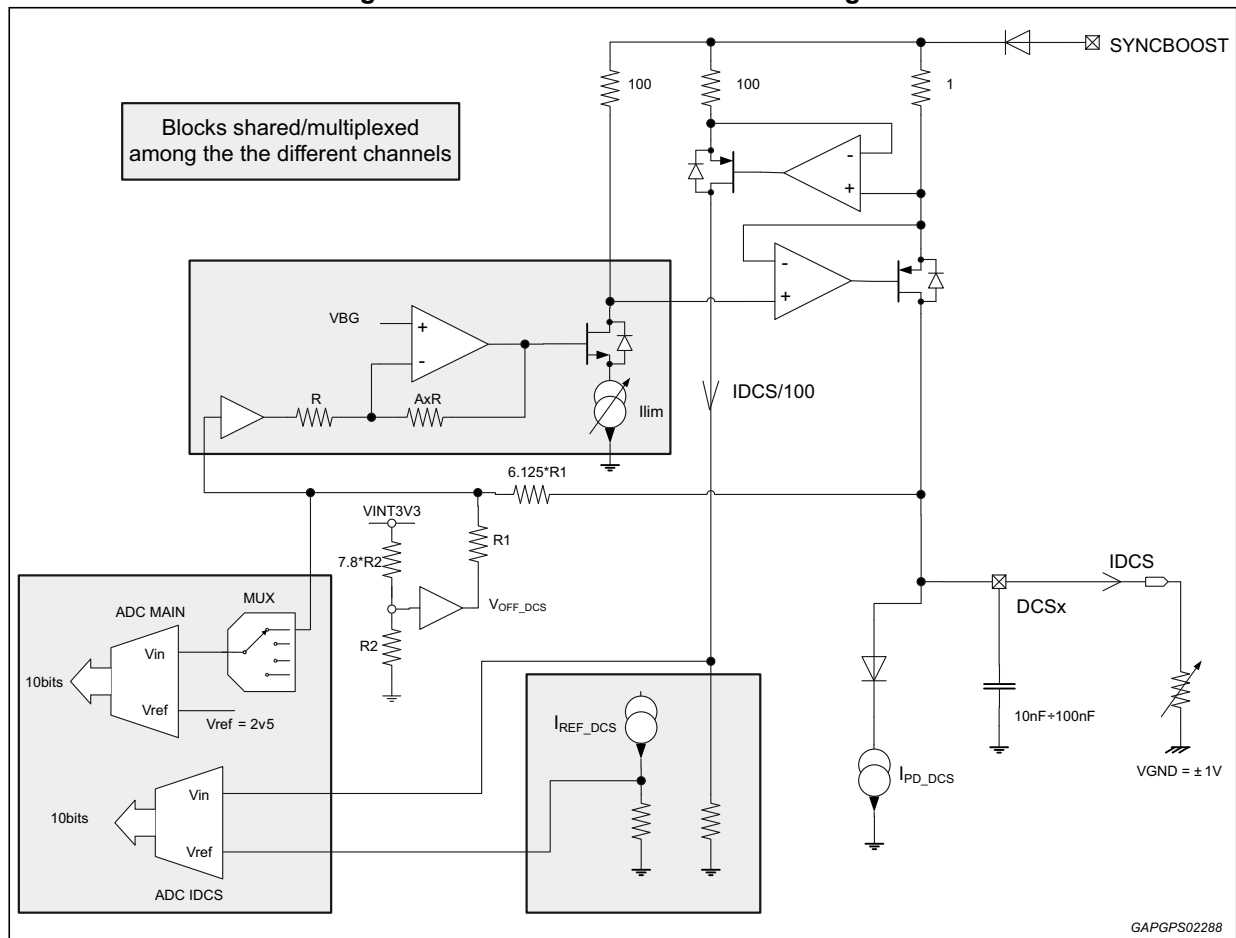 SYNCBOOST
100
100
1
Blocks shared/multiplexed
among the the different channels
-
+
-
+
VBG
+
-
R
AxR
Ilim
IDCS/100
6.125*R1
VINT3V3
R1
7.8*R2
VOFF_DCS
R2
IDCS
DCSx
ADC MAIN
MUX
Vin
10bits
Vref
Vref = 2v5
IREF_DCS
10nF÷100nF
VGND = ± 1V
IPD_DCS
Vin
10bits
Vref
ADC IDCS
GAPGPS02288